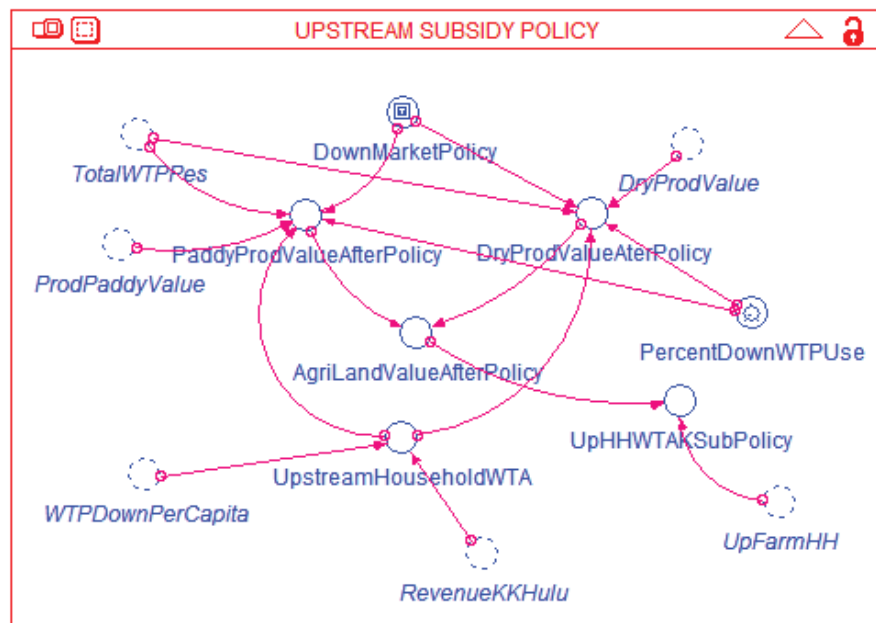 UPSTREAM SUBSIDY POLICY
TotalWTPPes
DownMarketPolicy
DryProdValue
PaddyProdValueAfterPolicy
DryProdValueAterPolicy
ProdPaddyValue
PercentDownWTPUse
AgriLandValueAfterPolicy
UpHHWTAKSubPolicy
UpstreamHouseholdWTA
WTPDownPerCapita
UpFarmHH
RevenueKKHulu